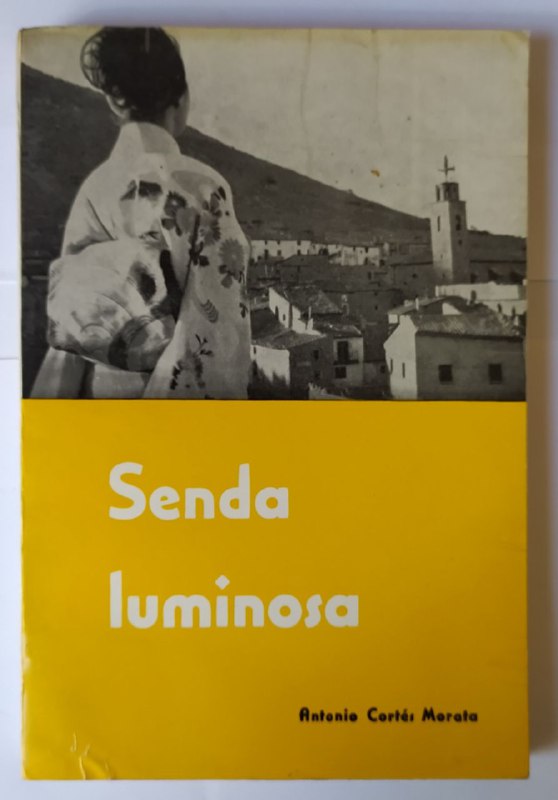 Senda
luminosa
Antonio Cortés Morata